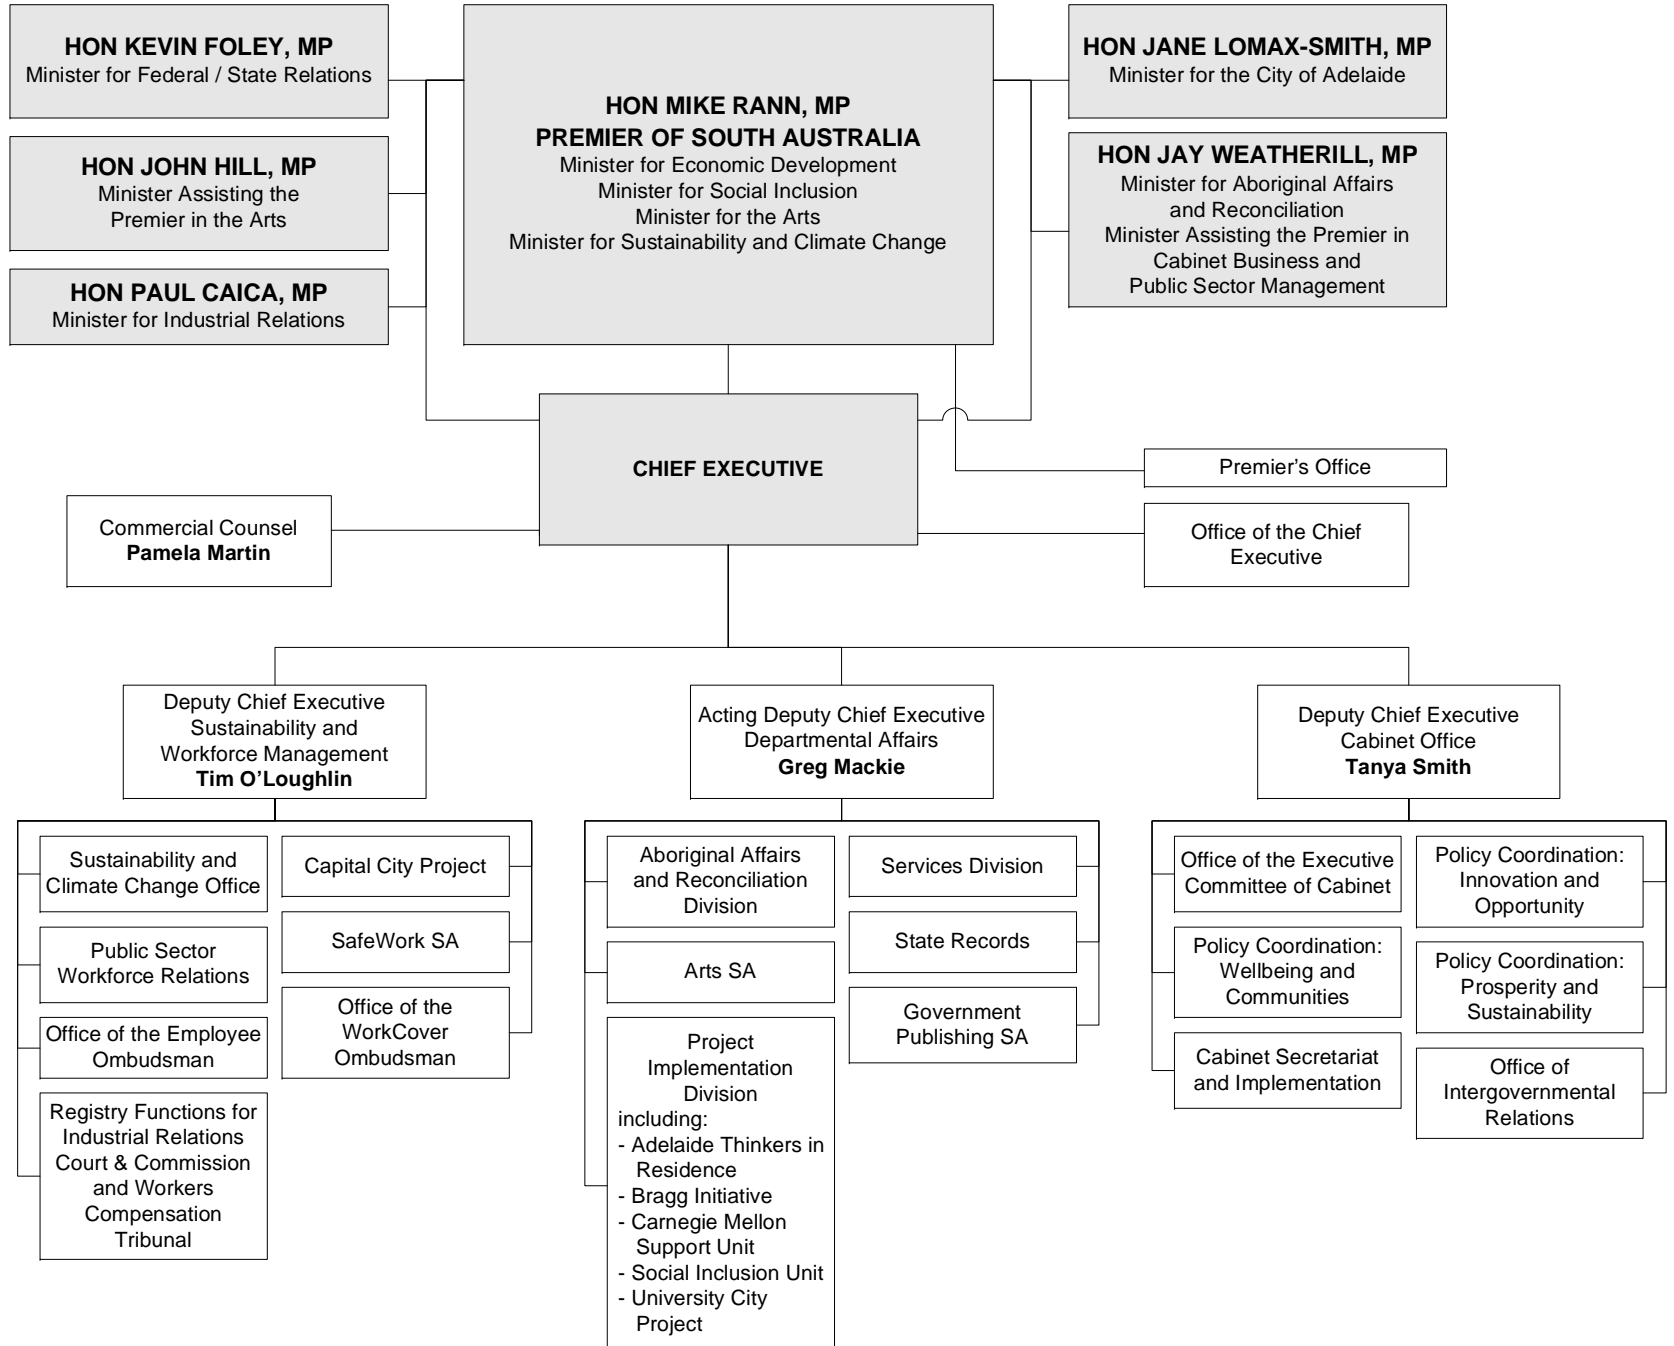 HON KEVIN FOLEY, MP
Minister for Federal / State Relations
HON JOHN HILL, MP
Minister Assisting the
Premier in the Arts
HON PAUL CAICA, MP
Minister for Industrial Relations
HON MIKE RANN, MP
PREMIER OF SOUTH AUSTRALIA
Minister for Economic Development
Minister for Social Inclusion
Minister for the Arts
Minister for Sustainability and Climate Change
HON JANE LOMAX-SMITH, MP
Minister for the City of Adelaide
HON JAY WEATHERILL, MP
Minister for Aboriginal Affairs
and Reconciliation
Minister Assisting the Premier in
Cabinet Business and
Public Sector Management
CHIEF EXECUTIVE
Premier's Office
Commercial Counsel
Pamela Martin
Office of the Chief
Executive
Deputy Chief Executive
Sustainability and
Workforce Management
Tim O'Loughlin
Sustainability and
Climate Change Office
Public Sector
Workforce Relations
Office of the Employee
Ombudsman
Registry Functions for
Industrial Relations
Court & Commission
and Workers
Compensation
Tribunal
Capital City Project
SafeWork SA
Office of the
WorkCover
Ombudsman
Acting Deputy Chief Executive
Departmental Affairs
Greg Mackie
Aboriginal Affairs
and Reconciliation
Division
Arts SA
Project
Implementation
Division
including:
- Adelaide Thinkers in
Residence
- Bragg Initiative
- Carnegie Mellon
Support Unit
- Social Inclusion Unit
- University City
Project
Services Division
State Records
Government
Publishing SA
Deputy Chief Executive
Cabinet Office
Tanya Smith
Office of the Executive
Committee of Cabinet
Policy Coordination:
Wellbeing and
Communities
Cabinet Secretariat
and Implementation
Policy Coordination:
Innovation and
Opportunity
Policy Coordination:
Prosperity and
Sustainability
Office of
Intergovernmental
Relations